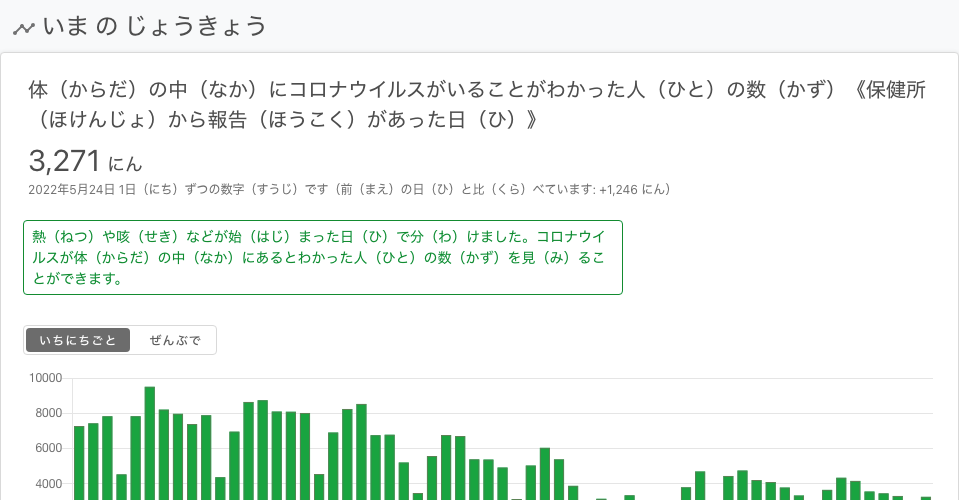 いま の じょうきょう
体（からだ）の中（なか）にコロナウイルスがいることがわかった人（ひと）の数（かず）《保健所
（ほけんじょ）から報告（ほうこく）があった日（ひ）》
3,271 にん
2022年5月24日 1日（にち）ずつの数字（すうじ）です（前（まえ）の日（ひ）と比（くら）べています: +1,246 にん）
熱（ねつ）や咳（せき）などが始（はじ）まった日（ひ）で分（わ）けました。コロナウイ
ルスが体（からだ）の中（なか）にあるとわかった人（ひと）の数（かず）を見（み）るこ
とができます。
いちにちごと ぜんぶで
10000
8000
6000
4000